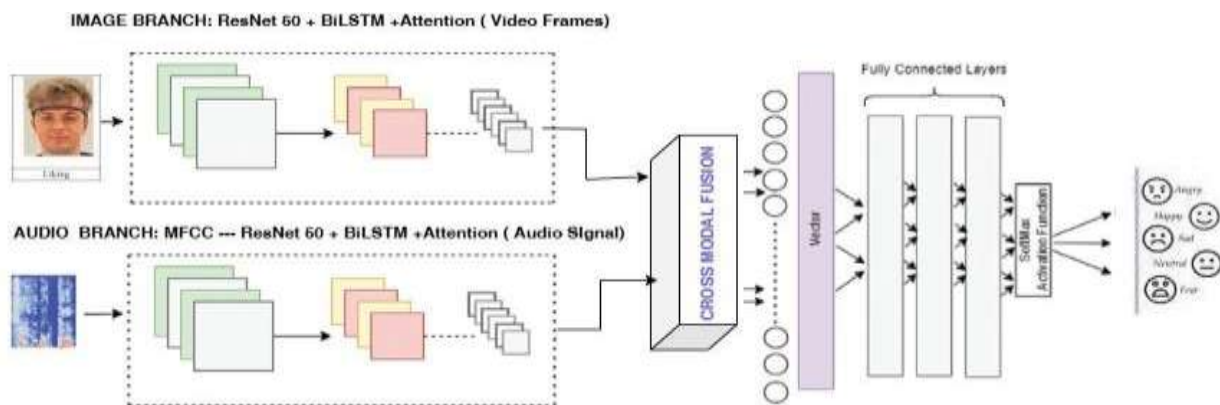 IMAGE BRANCH: ResNet 50 + BiLSTM +Attention ( Video Frames)
Liking
AUDIO BRANCH: MFCC --- ResNet 50 + BiLSTM +Attention ( Audio SIgnal)
CROSS MODAL FUSION
Vector
Fully Connected Layers
SoftMax
Activation Function
Angry
Happy
Sad
Neutral
Fear